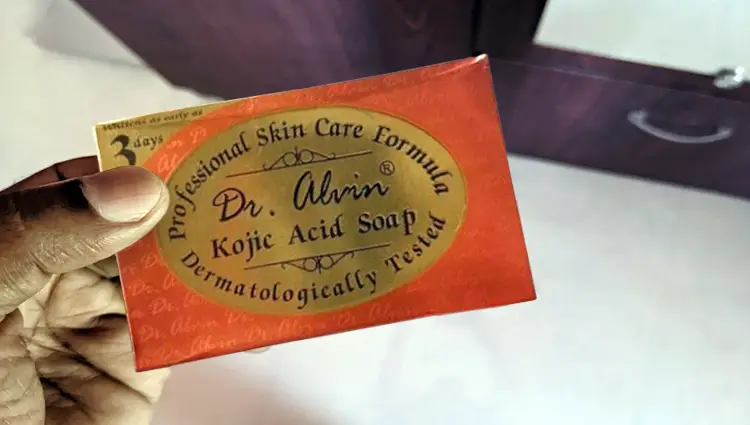 Whitens as early as
3 days
Professional Skin Care Formula
Dr. Alvin®
Kojic Acid Soap
Dermatologically Tested